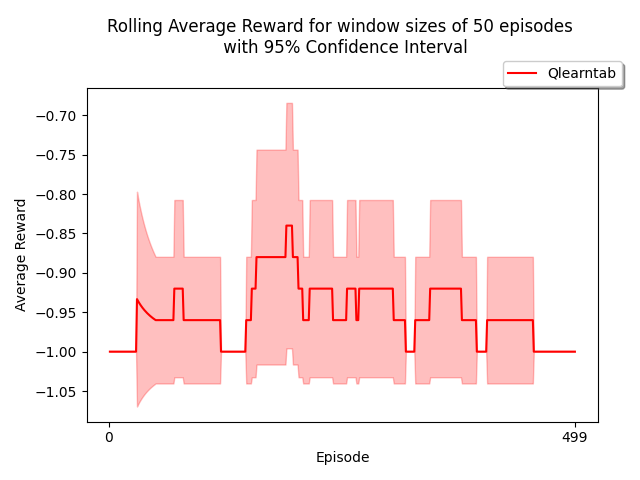 Rolling Average Reward for window sizes of 50 episodes
with 95% Confidence Interval
Qlearntab
Average Reward
−0.70
−0.75
−0.80
−0.85
−0.90
−0.95
−1.00
−1.05
0
499
Episode